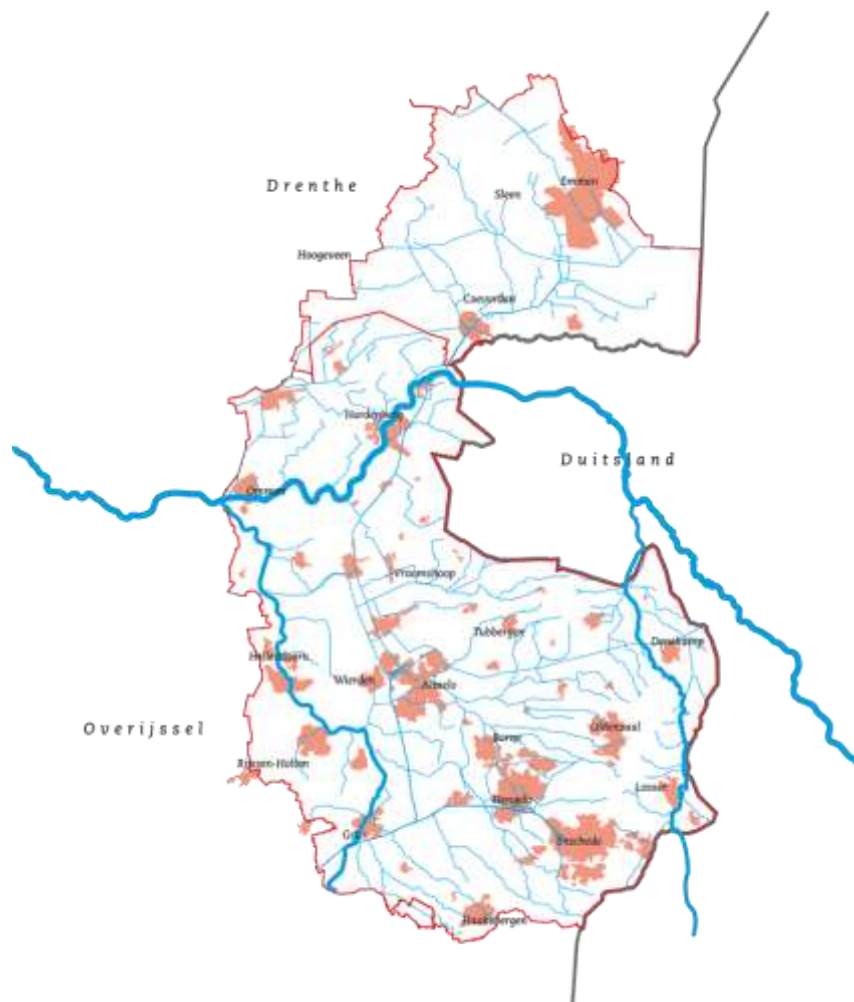 Drenthe
Emmen
Sleen
Hoogeveen
Coevorden
Hardenberg
Duitsland
Ommen
Vroomshoop
Tubbergen
Denekamp
Hellendoorn
Wierden
Almelo
Overijssel
Oldenzaal
Borne
Rijssen-Holten
Losser
Hengelo
Goor
Enschede
Haaksbergen